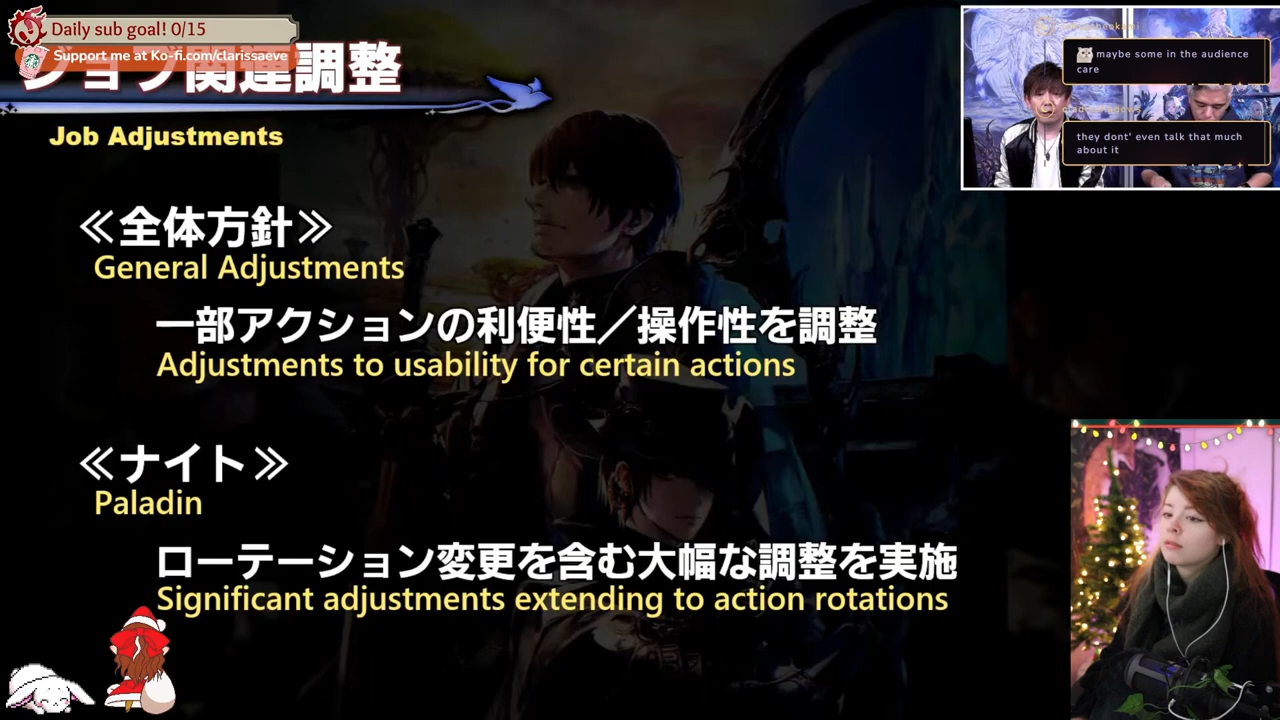 Daily sub goal! 0/15
Support me at Ko-fi.com/clarissaeve
ジョブ関連調整
Job Adjustments
≪全体方針≫
General Adjustments
一部アクションの利便性／操作性を調整
Adjustments to usability for certain actions
≪ナイト≫
Paladin
ローテーション変更を含む大幅な調整を実施
Significant adjustments extending to action rotations
maybe some in the audience
care
they dont' even talk that much
about it